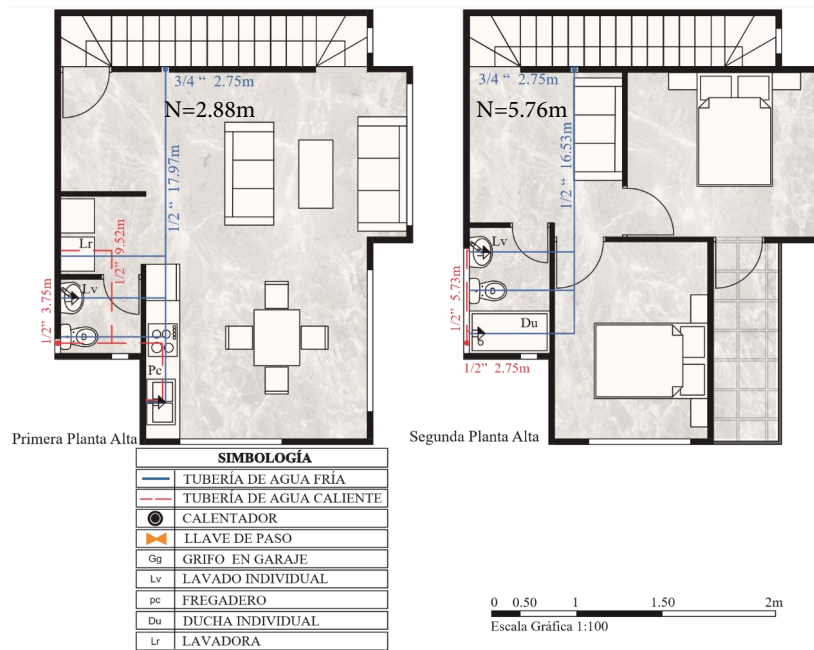 3/4 “ 2.75m
N=2.88m
1/2 “ 17.97m
Lr
1/2” 9.52m
Lv
1/2” 3.75m
Pc
Primera Planta Alta
3/4 “ 2.75m
N=5.76m
1/2 “ 16.53m
Lv
1/2” 5.73m
Du
1/2” 2.75m
Segunda Planta Alta
SIMBOLOGÍA
TUBERÍA DE AGUA FRÍA
TUBERÍA DE AGUA CALIENTE
CALENTADOR
LLAVE DE PASO
Gg GRIFO EN GARAJE
Lv LAVADO INDIVIDUAL
pc FREGADERO
Du DUCHA INDIVIDUAL
Lr LAVADORA
0 0.50 1 1.50 2m
Escala Gráfica 1:100